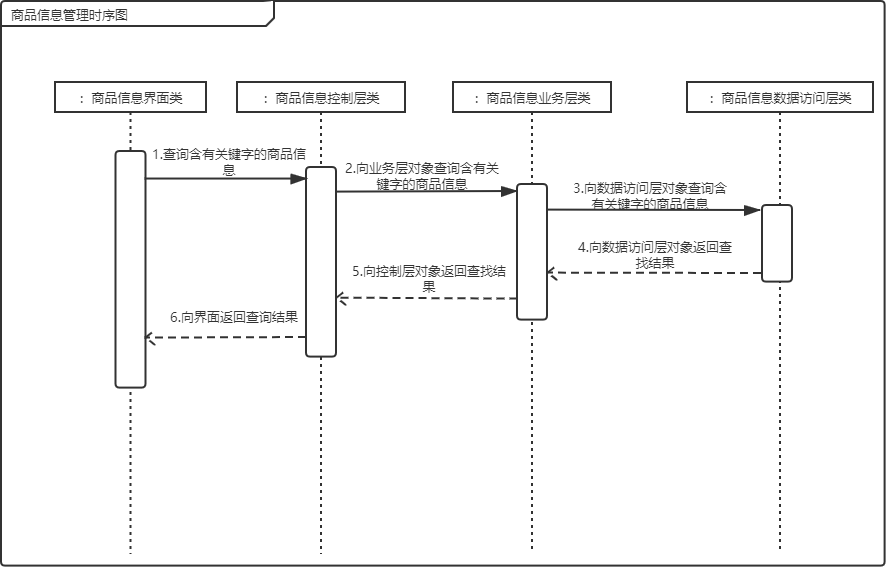 商品信息管理时序图
：商品信息界面类
：商品信息控制层类
：商品信息业务层类
：商品信息数据访问层类
1.查询含有关键字的商品信
息
2.向业务层对象查询含有关
键字的商品信息
3.向数据访问层对象查询含
有关键字的商品信息
4.向数据访问层对象返回查
找结果
5.向控制层对象返回查找结
果
6.向界面返回查询结果